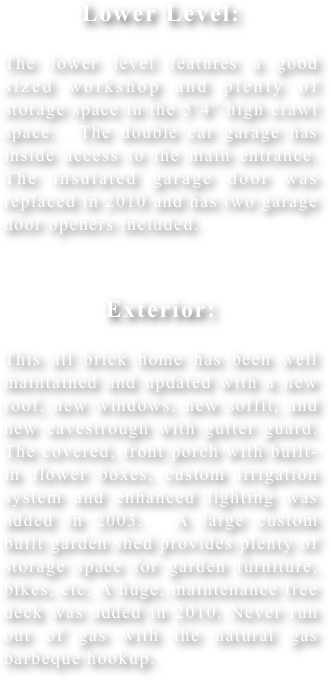 Lower Level:
The lower level features a good
sized workshop and plenty of
storage space in the 5'4" high crawl
space. The double car garage has
inside access to the main entrance.
The insulated garage door was
replaced in 2010 and has two garage
door openers included.
Exterior:
This all brick home has been well
maintained and updated with a new
roof, new windows, new soffit, and
new eavestrough with gutter guard.
The covered, front porch with built-
in flower boxes, custom irrigation
system and enhanced lighting was
added in 2003. A large custom
built garden shed provides plenty of
storage space for garden furniture,
bikes, etc. A huge, maintenance free
deck was added in 2010. Never run
out of gas with the natural gas
barbeque hookup.